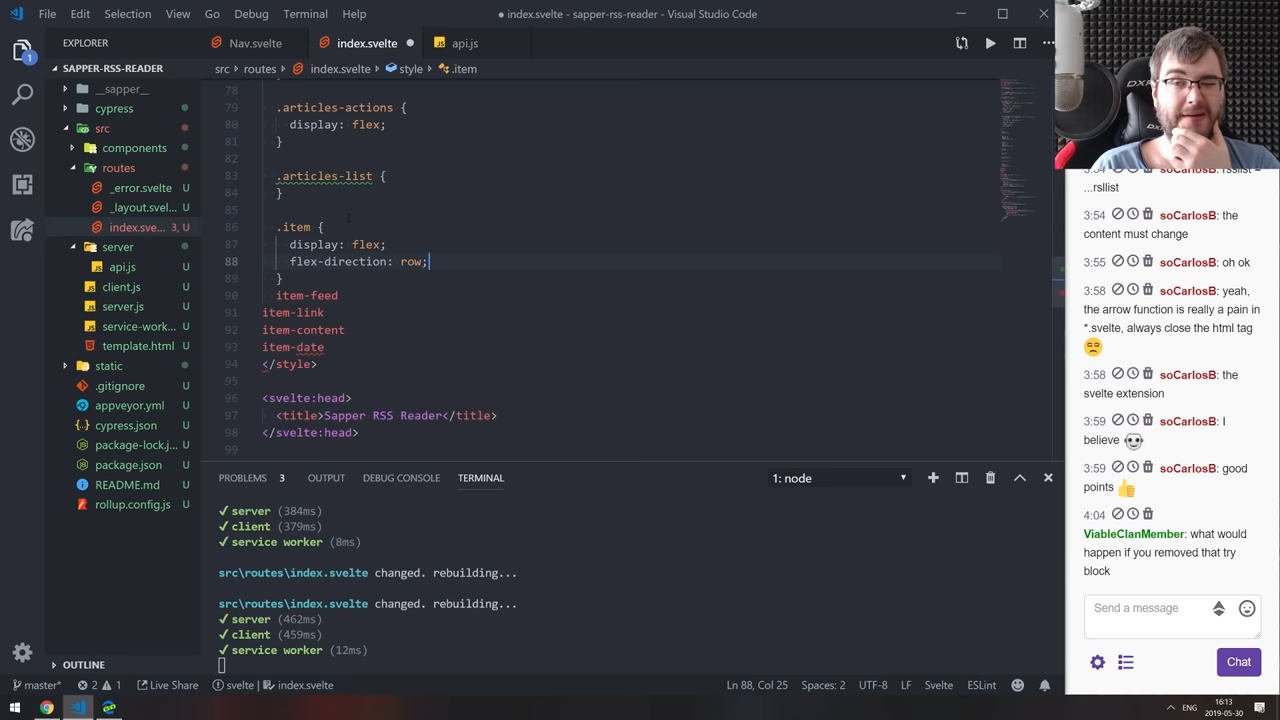 File Edit Selection View Go Debug Terminal Help
● index.svelte - sapper-rss-reader - Visual Studio Code
EXPLORER
Nav.svelte
index.svelte
api.js
SAPPER-RSS-READER
src > routes > index.svelte > style > .item
__sapper__
cypress
src
components
routes
_error.svelte U
_layout.svel... U
index.sve... 3, U
server
api.js U
client.js U
server.js U
service-work... U
template.html U
static
.gitignore U
appveyor.yml U
cypress.json U
package-lock.j... U
package.json U
README.md U
rollup.config.js U
OUTLINE
78
.articles-actions {
80 display: flex;
81 }
82
83 .articles-list {
84 }
85
86 .item {
87 display: flex;
88 flex-direction: row;
89 }
90 item-feed
91 item-link
92 item-content
93 item-date
94 </style>
95
96 <svelte:head>
97 <title>Sapper RSS Reader</title>
98 </svelte:head>
99
PROBLEMS 3 OUTPUT DEBUG CONSOLE TERMINAL
1: node
✓ server (384ms)
✓ client (379ms)
✓ service worker (8ms)
src\routes\index.svelte changed. rebuilding...
src\routes\index.svelte changed. rebuilding...
✓ server (462ms)
✓ client (459ms)
✓ service worker (12ms)
master* 2 1 Live Share svelte | index.svelte Ln 88, Col 25 Spaces: 2 UTF-8 LF Svelte ESLint
DX
3:54 soCarlosB: rsslist =
...rsllist
3:54 soCarlosB: the
content must change
3:55 soCarlosB: oh ok
3:58 soCarlosB: yeah,
the arrow function is really a pain in
*.svelte, always close the html tag
3:58 soCarlosB: the
svelte extension
3:59 soCarlosB: I
believe
3:59 soCarlosB: good
points
4:04
ViableClanMember: what would
happen if you removed that try
block
Send a message
Chat
ENG
16:13
2019-05-30